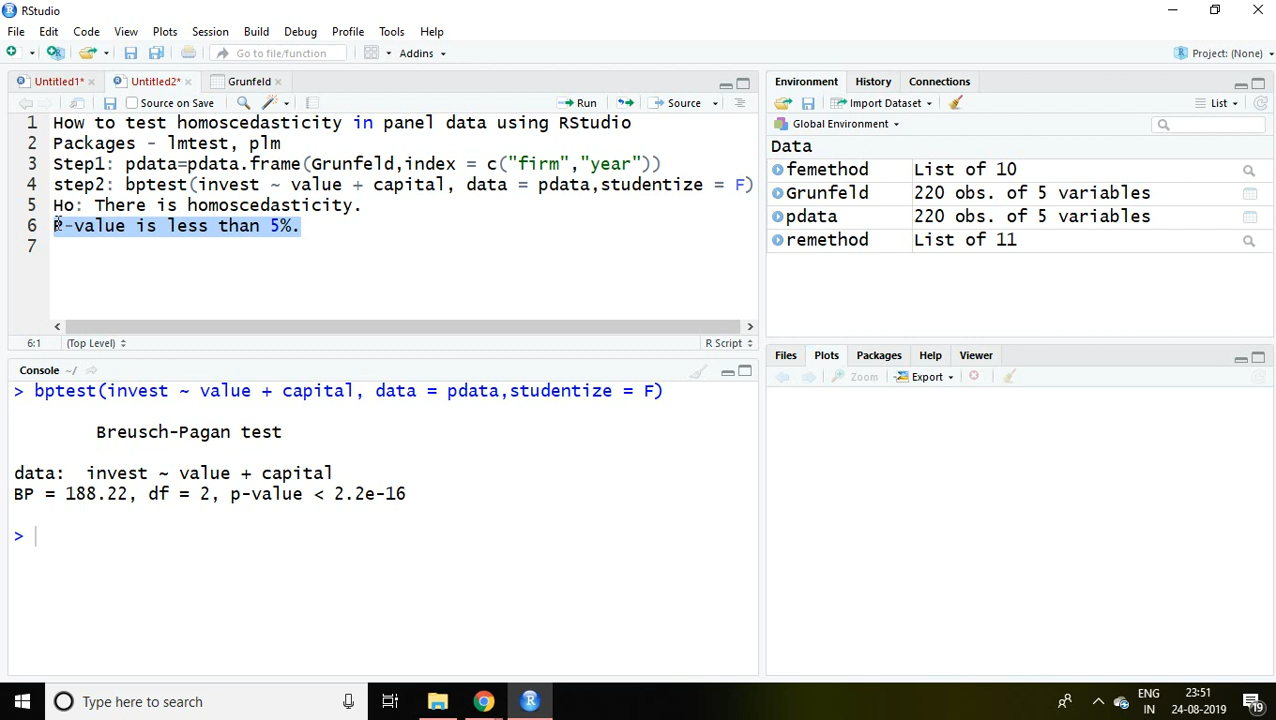 RStudio
File Edit Code View Plots Session Build Debug Profile Tools Help
Go to file/function Addins Project: (None)
Untitled1* Untitled2* Grunfeld
Source on Save Run Source
1 How to test homoscedasticity in panel data using RStudio
2 Packages - lmtest, plm
3 Step1: pdata=pdata.frame(Grunfeld,index = c("firm","year"))
4 step2: bptest(invest ~ value + capital, data = pdata,studentize = F)
5 Ho: There is homoscedasticity.
6 P-value is less than 5%.
7
6:1 (Top Level) R Script
Console ~/
> bptest(invest ~ value + capital, data = pdata,studentize = F)
Breusch-Pagan test
data: invest ~ value + capital
BP = 188.22, df = 2, p-value < 2.2e-16
>
Environment History Connections
Import Dataset List
Global Environment
Data
femethod List of 10
Grunfeld 220 obs. of 5 variables
pdata 220 obs. of 5 variables
remethod List of 11
Files Plots Packages Help Viewer
Zoom Export
Type here to search
ENG
IN
23:51
24-08-2019
19